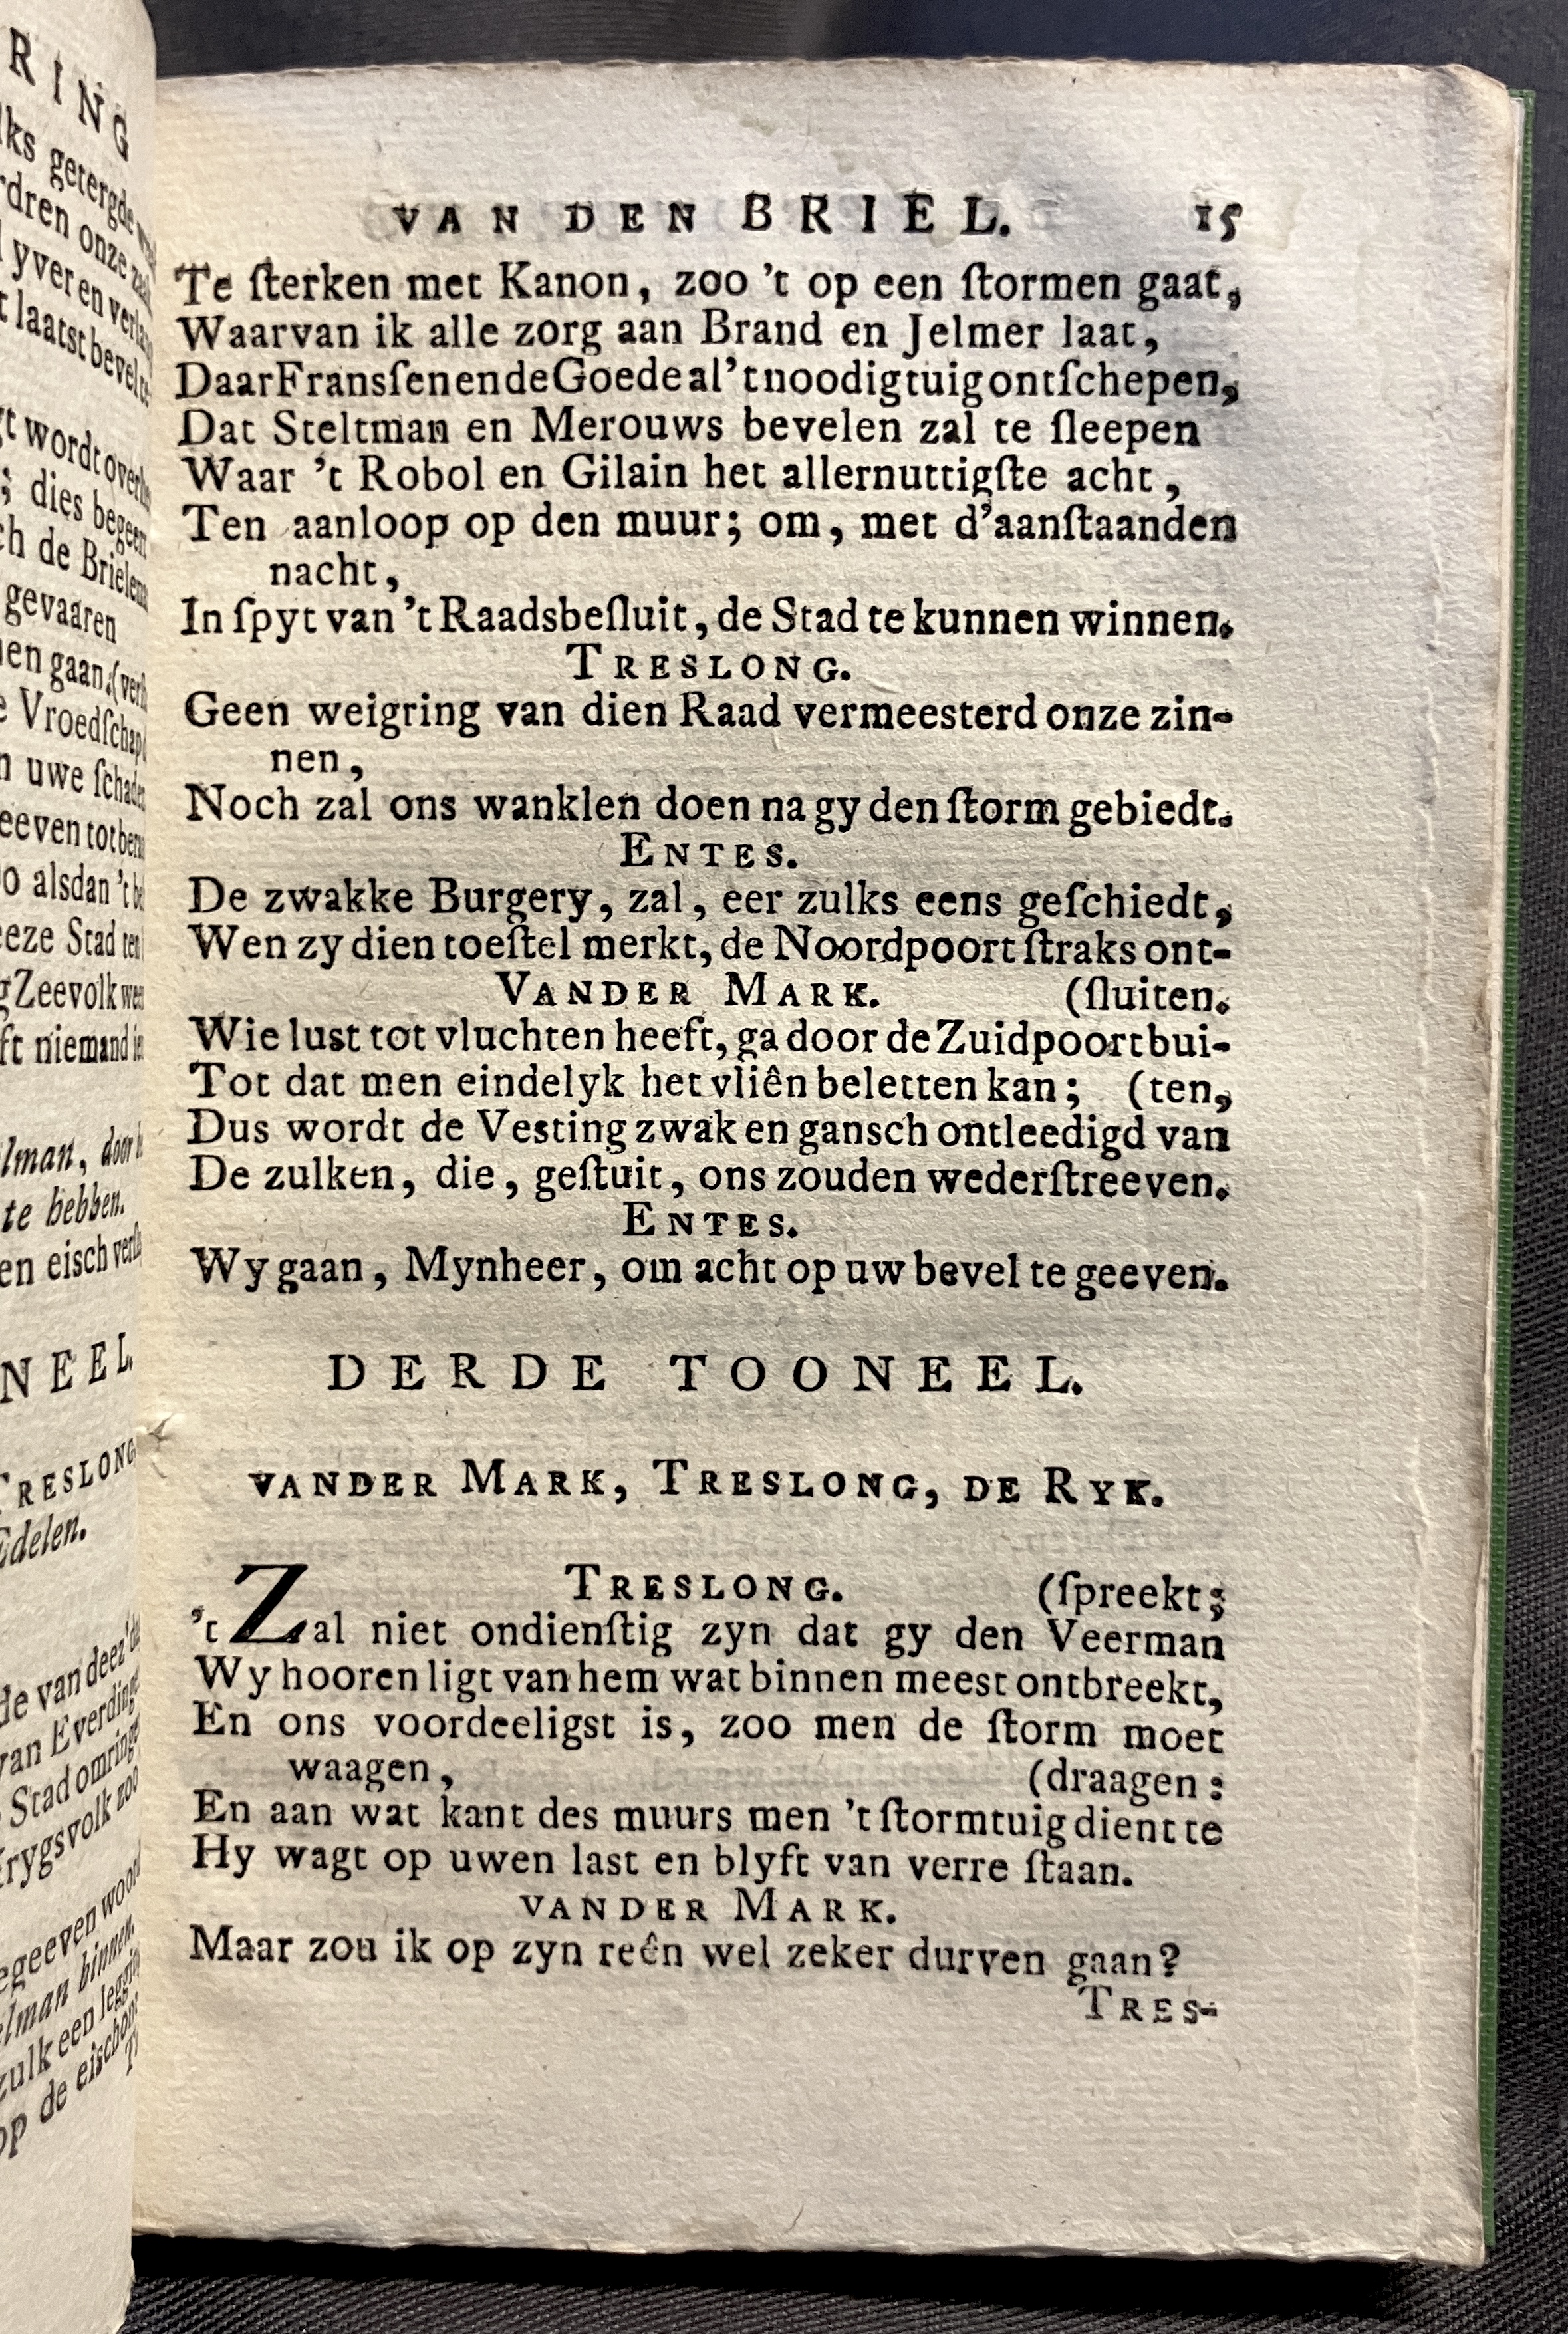 VAN DEN BRIEL. 15
Te ſterken met Kanon, zoo 't op een ſtormen gaat,
Waarvan ik alle zorg aan Brand en Jelmer laat,
Daar Fransſen en de Goede al 't noodig tuig ontſchepen,
Dat Steltman en Merouws bevelen zal te ſleepen
Waar 't Robol en Gilain het allernuttigſte acht,
Ten aanloop op den muur; om, met d'aanſtaanden
nacht,
In ſpyt van 't Raadsbeſluit, de Stad te kunnen winnen.
TRESLONG.
Geen weigring van dien Raad vermeesterd onze zin-
nen,
Noch zal ons wanklen doen na gy den ſtorm gebiedt.
ENTES.
De zwakke Burgery, zal, eer zulks eens geſchiedt,
Wen zy dien toeſtel merkt, de Noordpoort ſtraks ont-
VANDER MARK. (ſluiten.
Wie lust tot vluchten heeft, ga door de Zuidpoort bui-
Tot dat men eindelyk het vliên beletten kan; (ten,
Dus wordt de Vesting zwak en gansch ontleedigd van
De zulken, die, geſtuit, ons zouden wederſtreeven.
ENTES.
Wy gaan, Mynheer, om acht op uw bevel te geeven.
DERDE TOONEEL.
VANDER MARK, TRESLONG, DE RYK.
TRESLONG. (ſpreekt;
't Zal niet ondienſtig zyn dat gy den Veerman
Wy hooren ligt van hem wat binnen meest ontbreekt,
En ons voordeeligst is, zoo men de ſtorm moet
waagen, (draagen:
En aan wat kant des muurs men 't ſtormtuig dient te
Hy wagt op uwen last en blyft van verre ſtaan.
VANDER MARK.
Maar zou ik op zyn reên wel zeker durven gaan?
TRES-